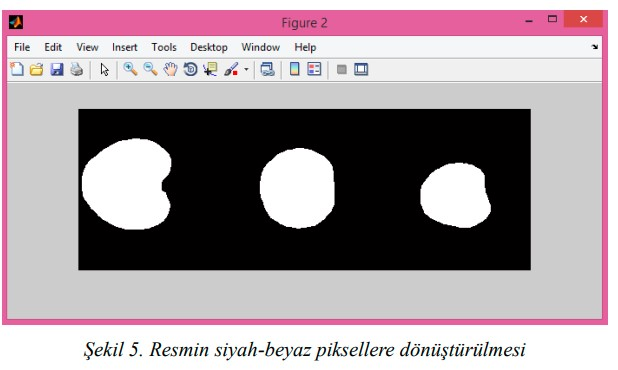 Figure 2
File Edit View Insert Tools Desktop Window Help
Şekil 5. Resmin siyah-beyaz piksellere dönüştürülmesi